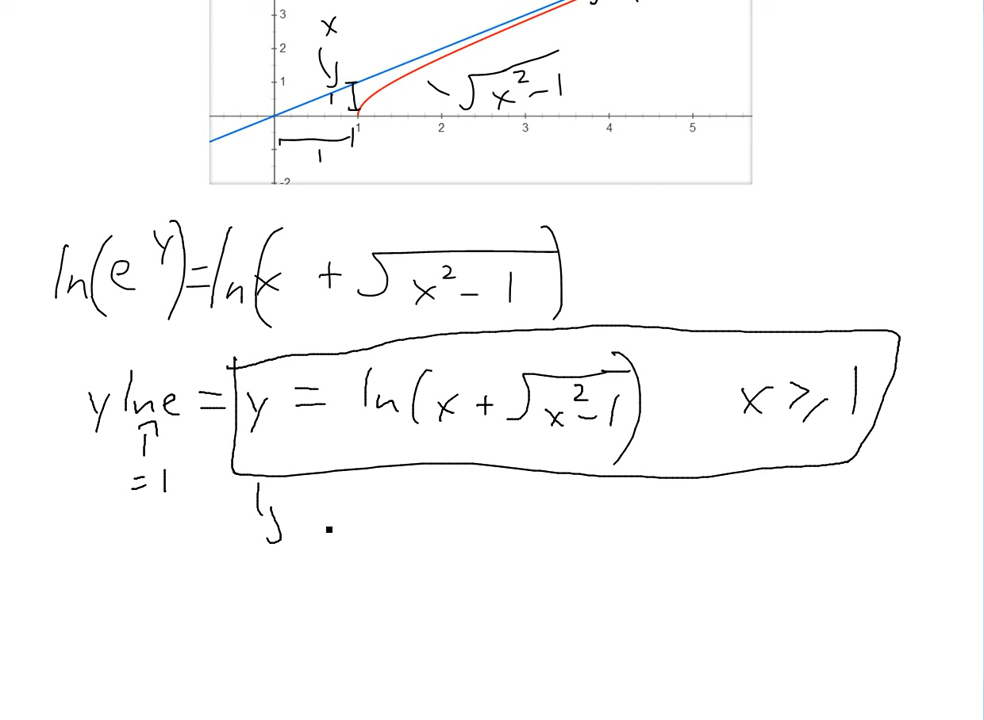 3
x
2
1
1
√x²-1
1 2 3 4 5
1
-2
ln(e^y) = ln(x + √x²-1)
y ln e = y = ln(x + √x²-1) x ≥ 1
= 1